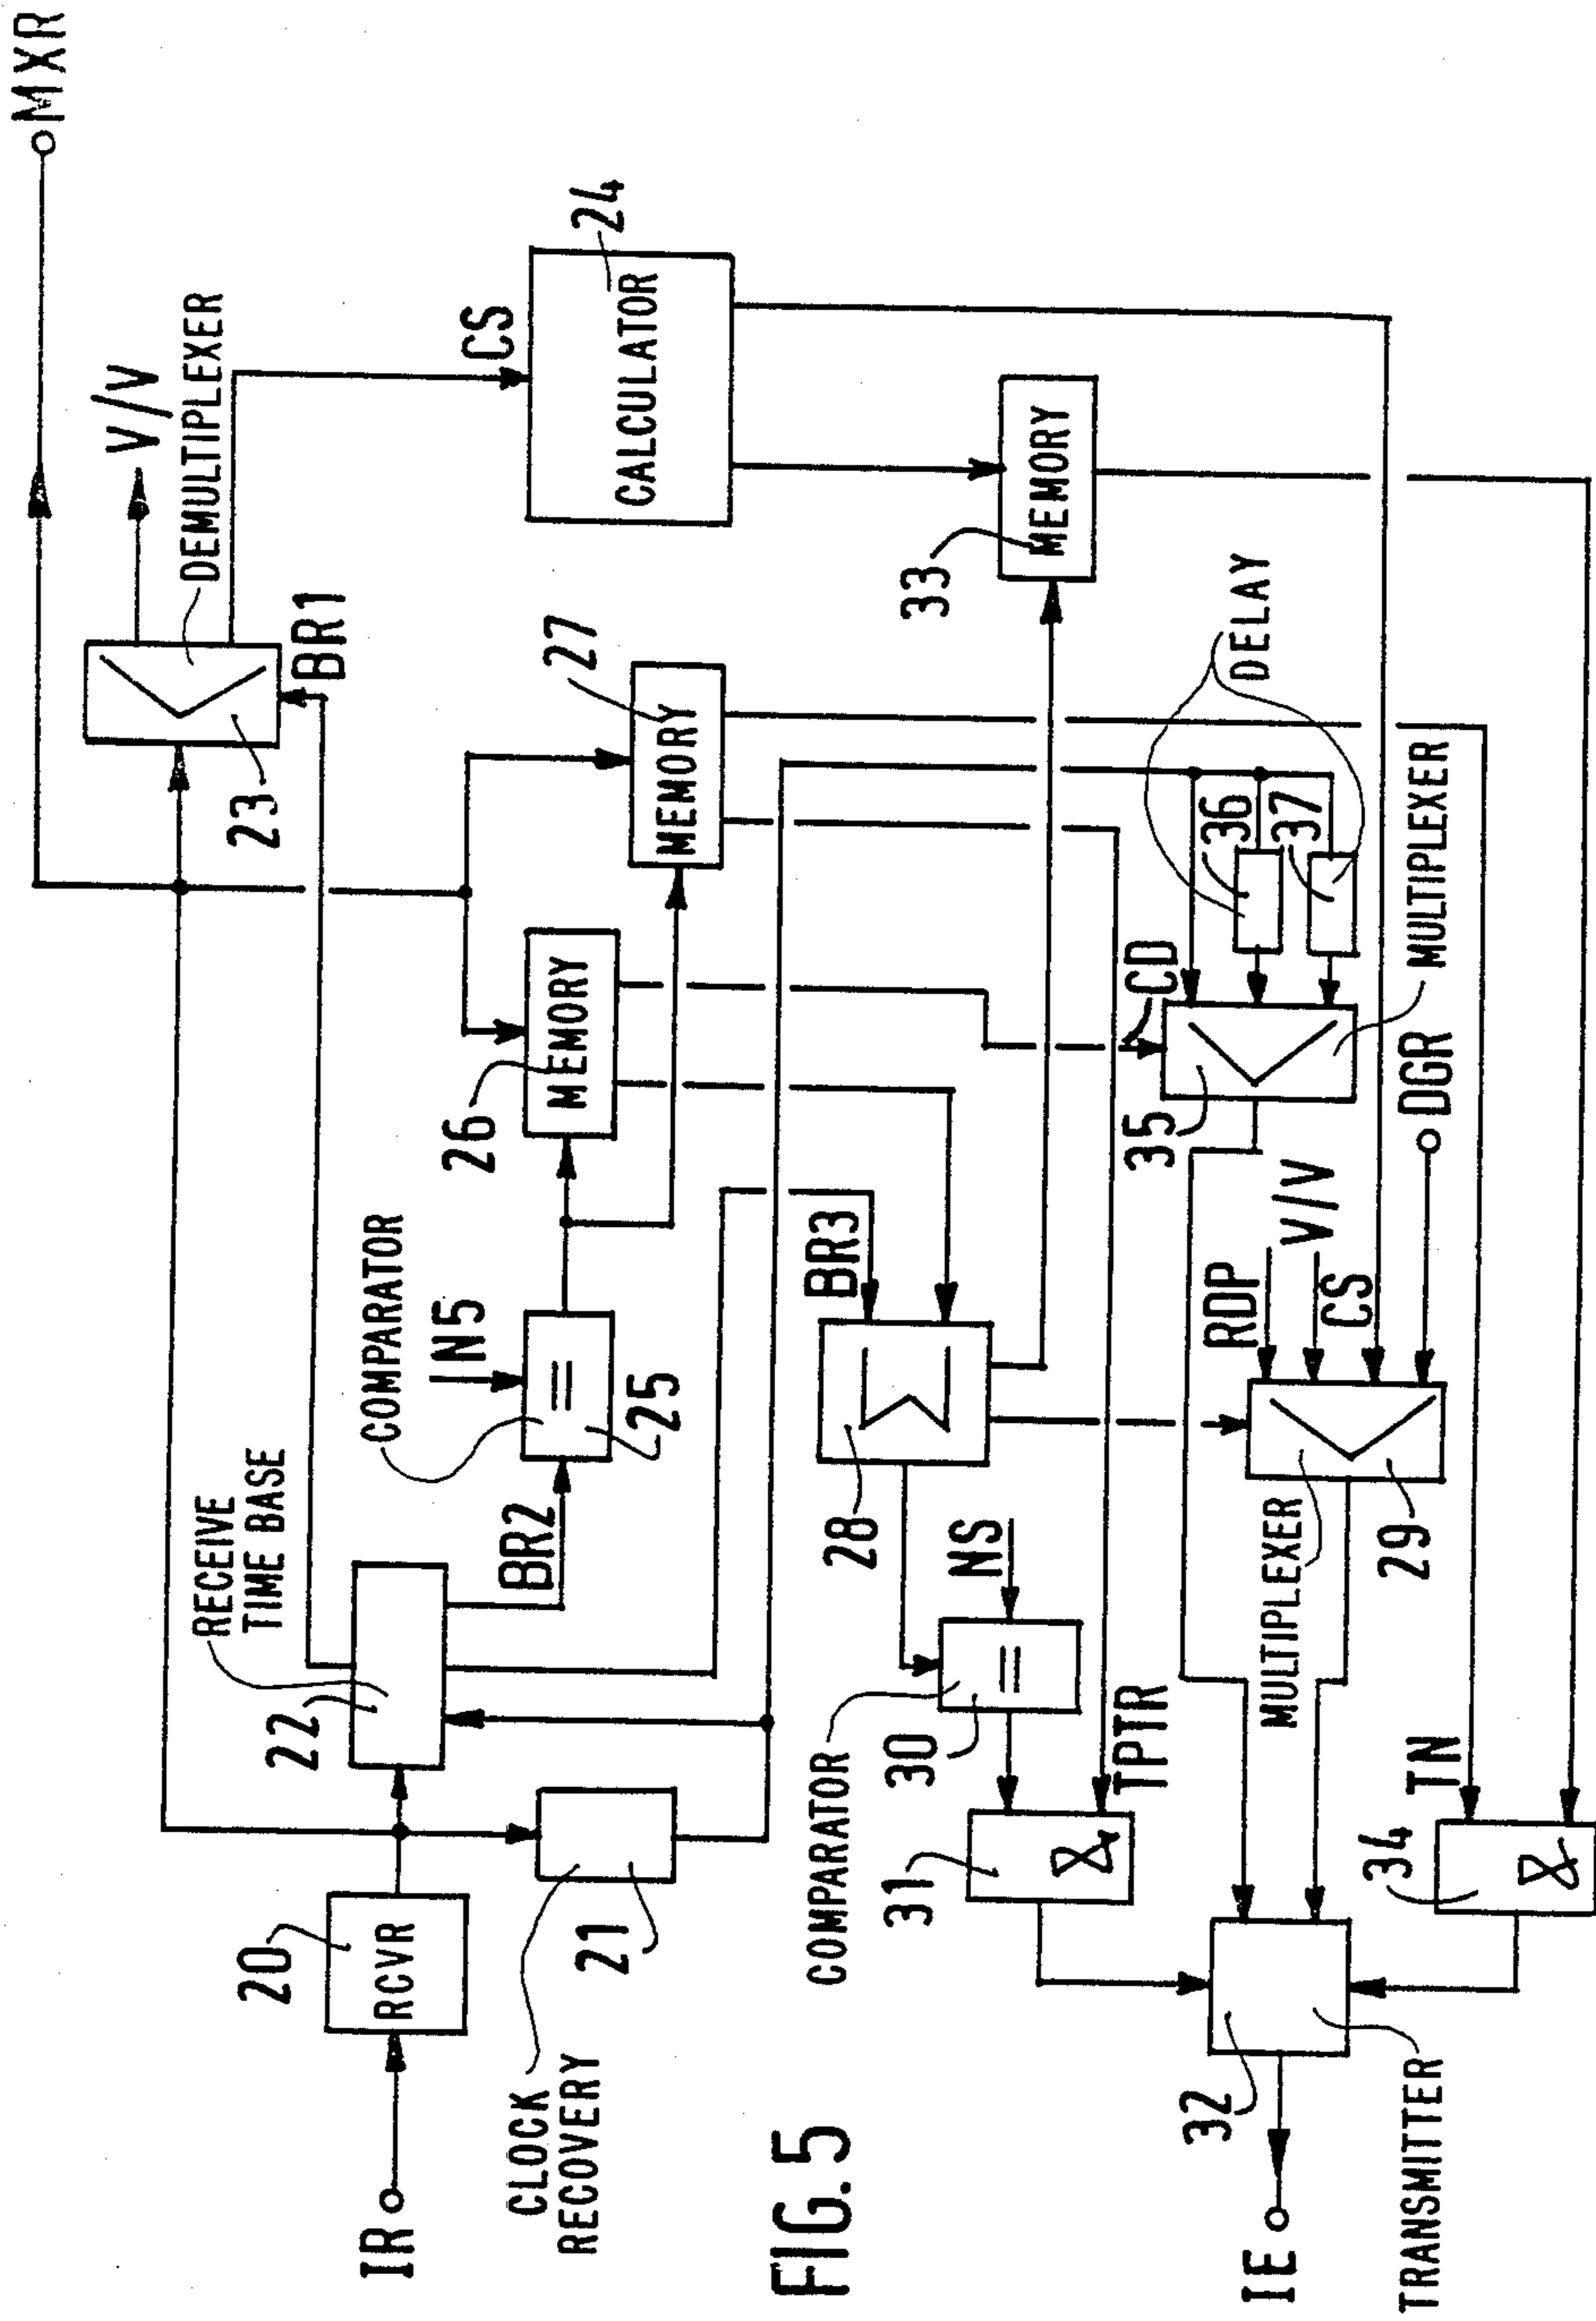 MXR
V/V
DEMULTIPLEXER
23
BR1
CS
CALCULATOR
24
RECEIVE
TIME BASE
22
20
RCVR
IR
CLOCK
RECOVERY
21
BR2
COMPARATOR
IN5
=
25
26
MEMORY
27
MEMORY
33
MEMORY
BR3
28
Σ
NS
COMPARATOR
30
=
31
&
TPTR
CD
35
36
37
DELAY
MULTIPLEXER
RDP
V/V
CS
DGR
MULTIPLEXER
29
TN
34
&
32
TRANSMITTER
IE
FIG. 5